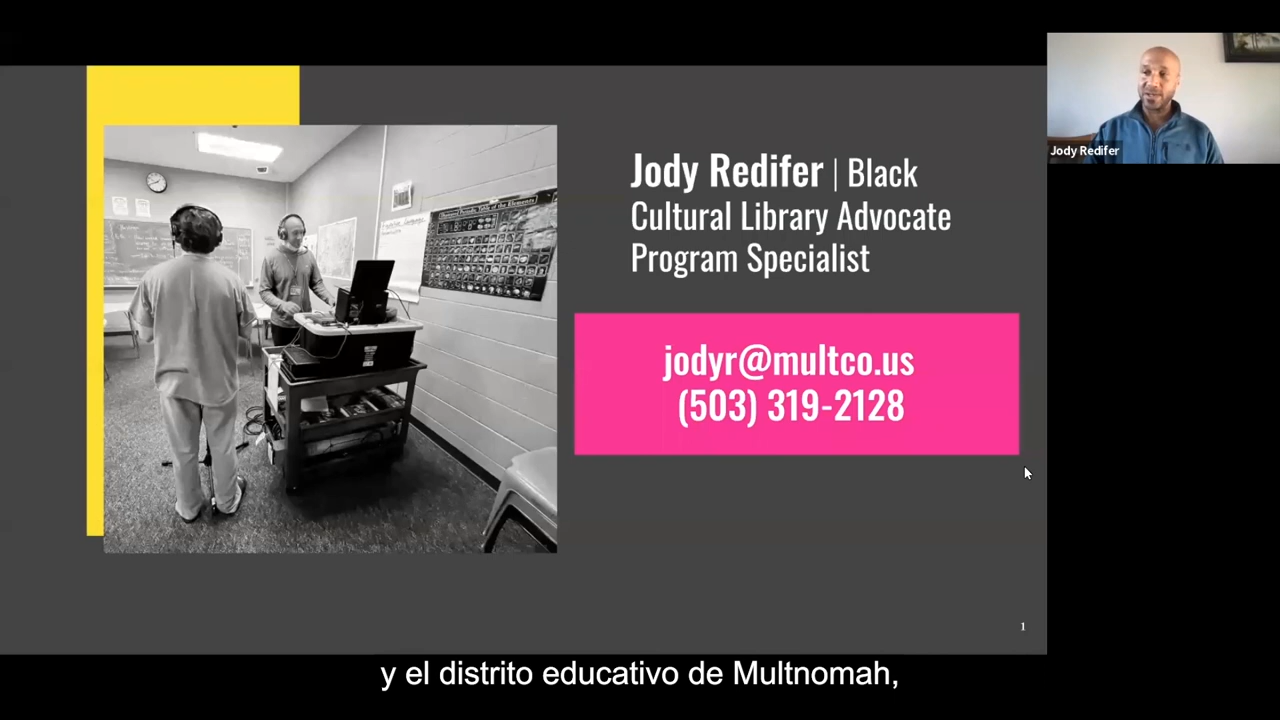 Jody Redifer | Black
Cultural Library Advocate
Program Specialist
jodyr@multco.us
(503) 319-2128
Jody Redifer
1
y el distrito educativo de Multnomah,